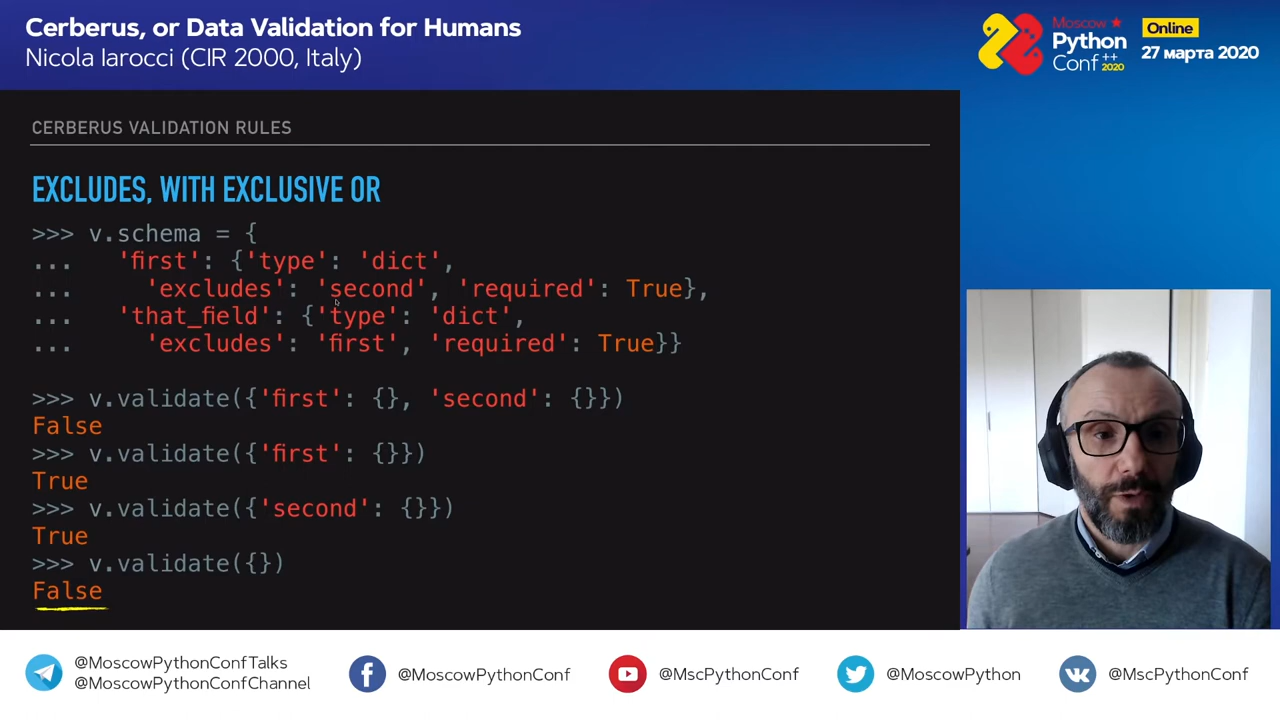 Cerberus, or Data Validation for Humans
Nicola Iarocci (CIR 2000, Italy)
Moscow
Python
Conf ++
2020
Online
27 марта 2020
CERBERUS VALIDATION RULES
EXCLUDES, WITH EXCLUSIVE OR
>>> v.schema = {
...   'first': {'type': 'dict',
...     'excludes': 'second', 'required': True},
...   'that_field': {'type': 'dict',
...     'excludes': 'first', 'required': True}}
>>> v.validate({'first': {}, 'second': {}})
False
>>> v.validate({'first': {}})
True
>>> v.validate({'second': {}})
True
>>> v.validate({})
False
@MoscowPythonConfTalks
@MoscowPythonConfChannel
@MoscowPythonConf
@MscPythonConf
@MoscowPython
@MscPythonConf